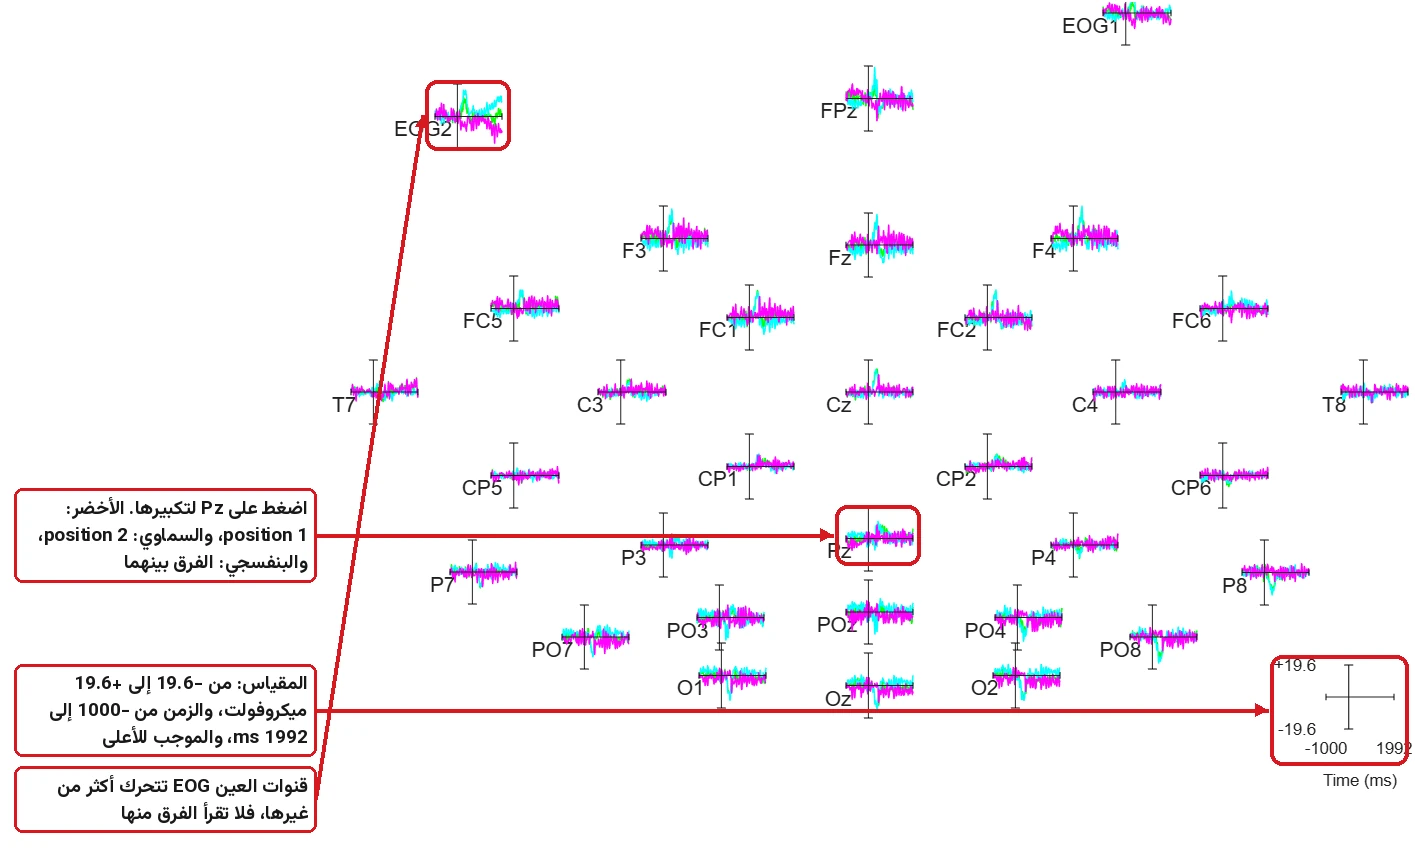 EOG1
FPz
EOG2
F3
Fz
F4
FC5
FC1
FC2
FC6
T7
C3
Cz
C4
T8
CP5
CP1
CP2
CP6
اضغط على Pz لتكبيرها. الأخضر:
position 1، والسماوي: position 2،
والبنفسجي: الفرق بينهما
P7
P3
Pz
P4
P8
PO7
PO3
POz
PO4
PO8
O1
Oz
O2
المقياس: من −19.6 إلى +19.6
ميكروفولت، والزمن من −1000 إلى
1992 ms، والموجب للأعلى
+19.6
-19.6
-1000 1992
Time (ms)
قنوات العين EOG تتحرك أكثر من
غيرها، فلا تقرأ الفرق منها